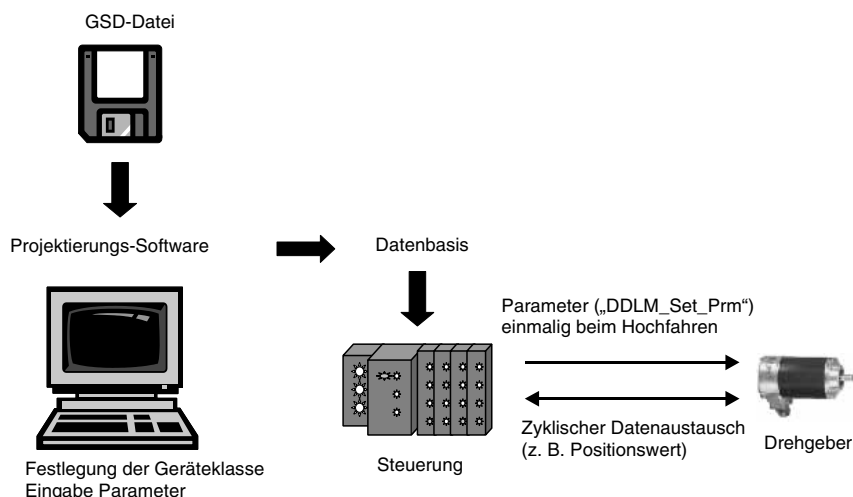 GSD-Datei
Projektierungs-Software
Datenbasis
Parameter („DDLM_Set_Prm“)
einmalig beim Hochfahren
Zyklischer Datenaustausch
(z. B. Positionswert)
Drehgeber
Steuerung
Festlegung der Geräteklasse
Eingabe Parameter